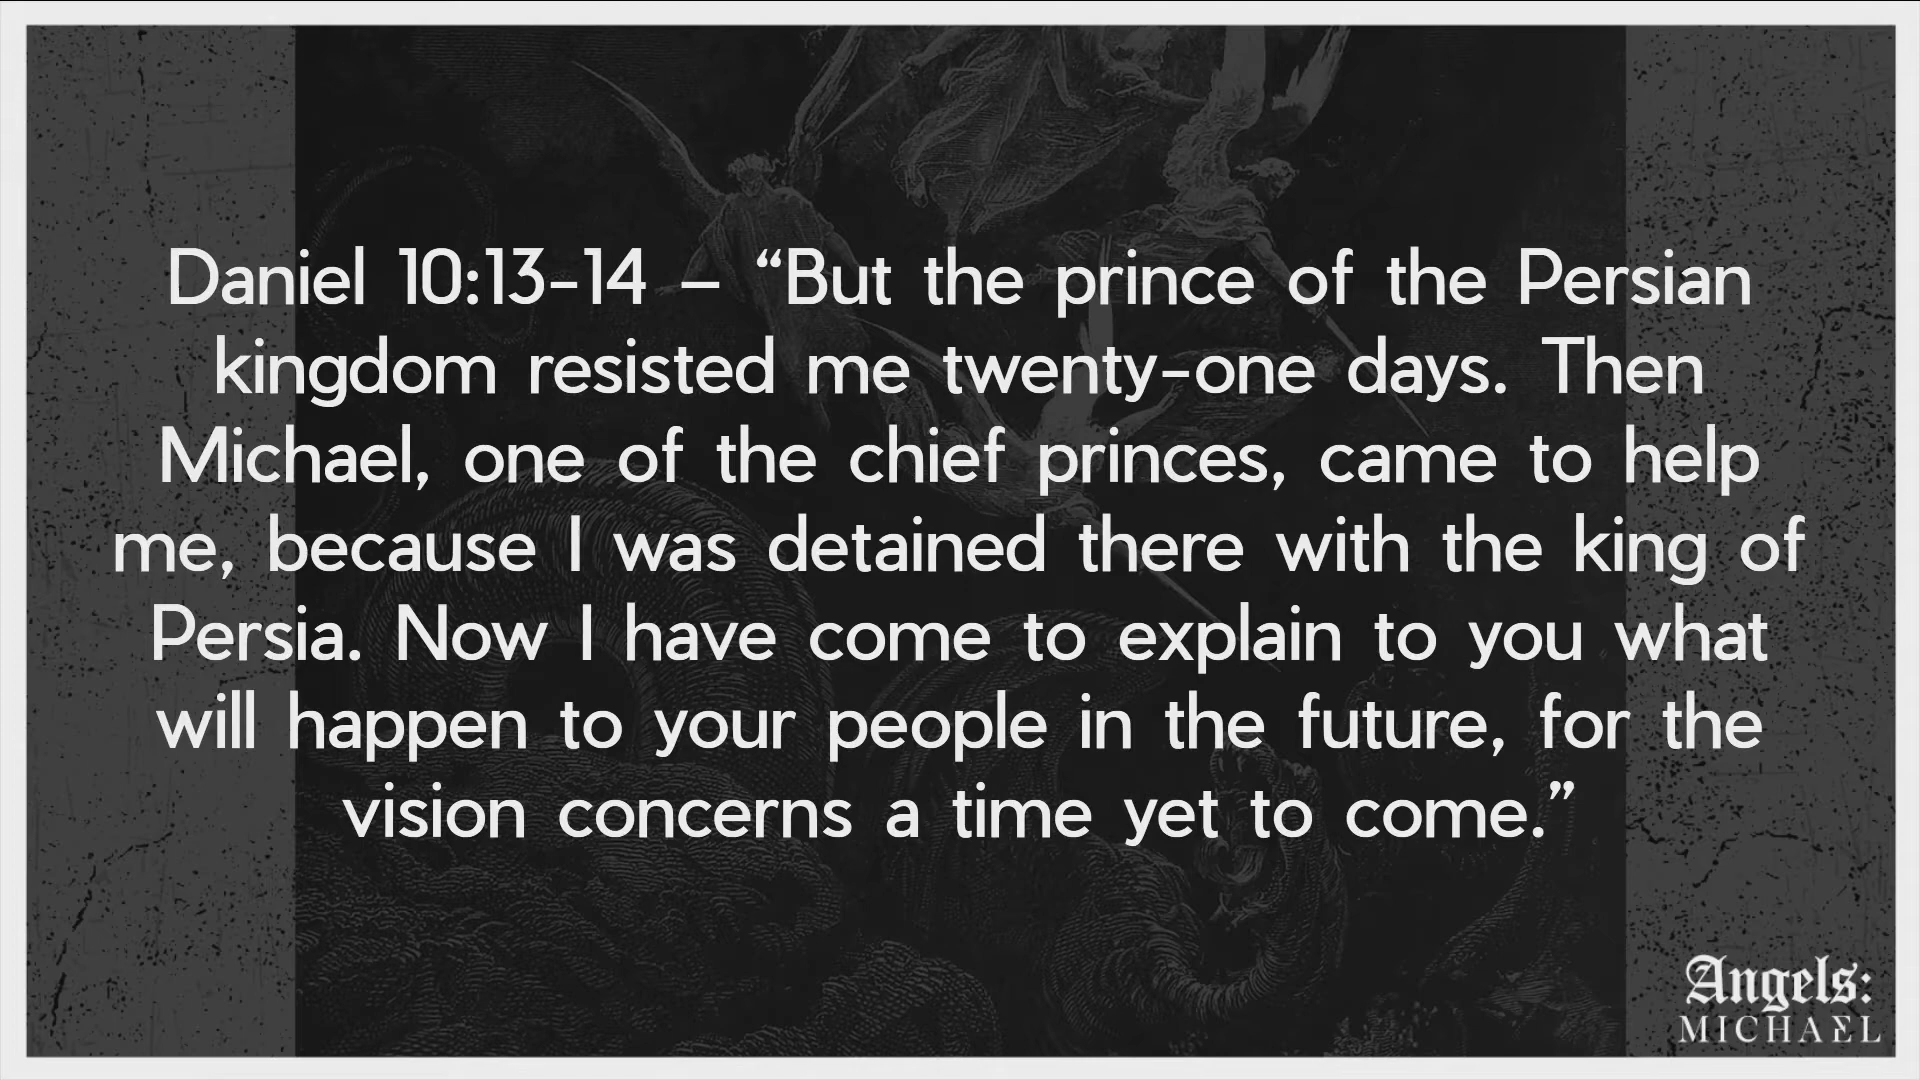 Daniel 10:13-14 – “But the prince of the Persian
kingdom resisted me twenty-one days. Then
Michael, one of the chief princes, came to help
me, because I was detained there with the king of
Persia. Now I have come to explain to you what
will happen to your people in the future, for the
vision concerns a time yet to come.”
Angels:
MICHAEL